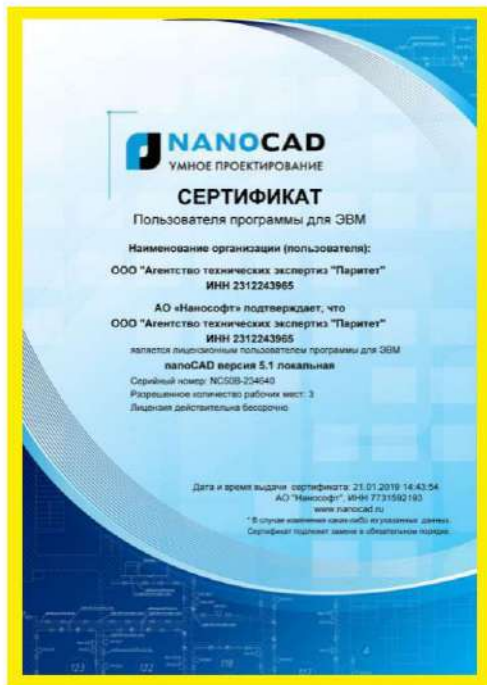 NANOCAD
УМНОЕ ПРОЕКТИРОВАНИЕ
СЕРТИФИКАТ
Пользователя программы для ЭВМ
Наименование организации (пользователя):
ООО "Агентство технических экспертиз "Паритет"
ИНН 2312243965
АО «Нанософт» подтверждает, что
ООО "Агентство технических экспертиз "Паритет"
ИНН 2312243965
является лицензионным пользователем программы для ЭВМ
nanoCAD версия 5.1 локальная
Серийный номер: NC50B-234640
Разрешенное количество рабочих мест: 3
Лицензия действительна бессрочно
Дата и время выдачи сертификата: 21.01.2019 14:43:54
АО "Нанософт", ИНН 7731592193
www.nanocad.ru
* В случае изменения каких-либо из указанных данных,
Сертификат подлежит замене в обязательном порядке.
123
122
118
117